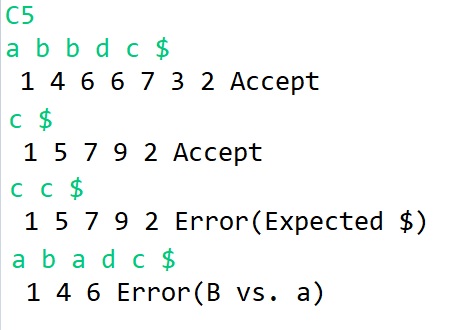 C5
a b b d c $
1 4 6 6 7 3 2 Accept
c $
1 5 7 9 2 Accept
c c $
1 5 7 9 2 Error(Expected $)
a b a d c $
1 4 6 Error(B vs. a)